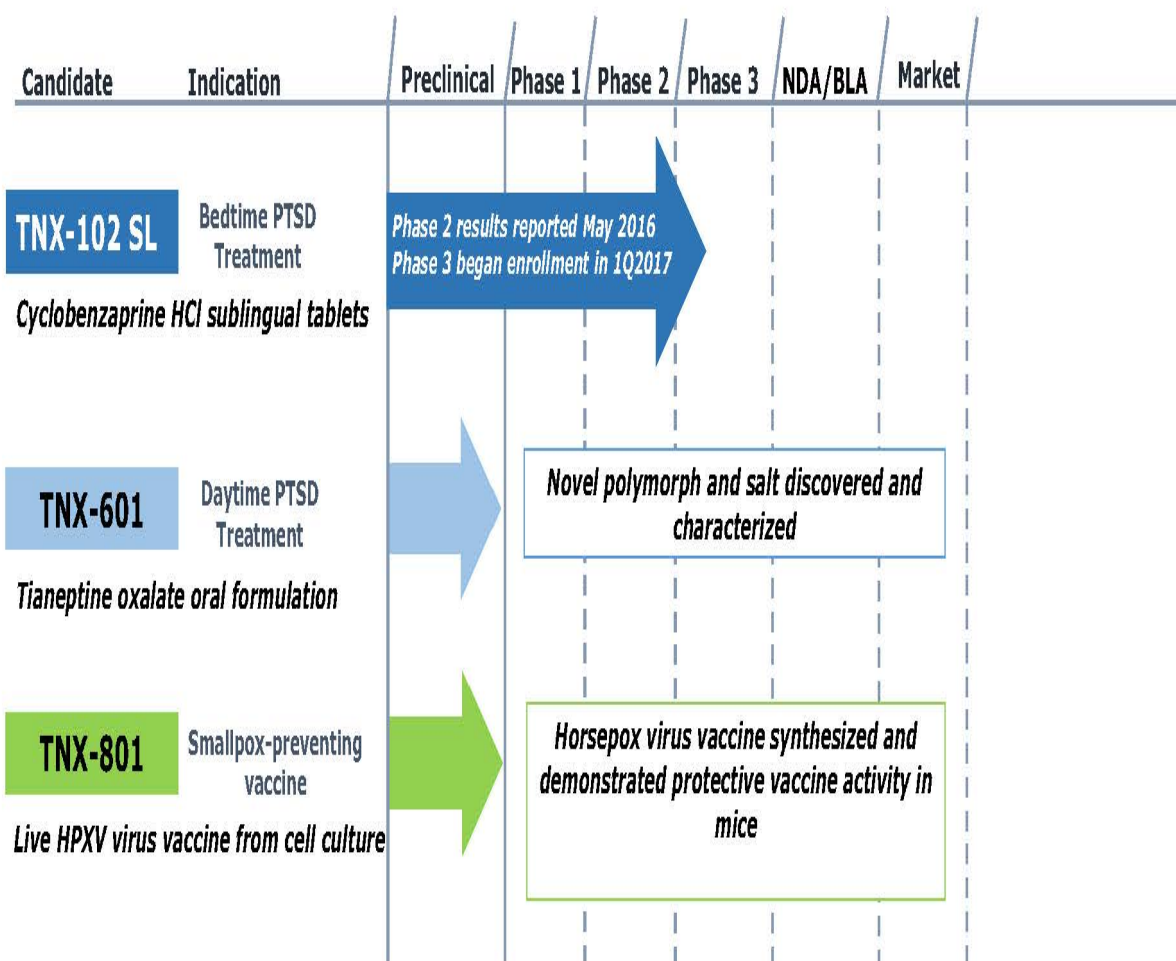 Candidate Indication Preclinical Phase 1 Phase 2 Phase 3 NDA/BLA Market
TNX-102 SL
Bedtime PTSD
Treatment
Phase 2 results reported May 2016
Phase 3 began enrollment in 1Q2017
Cyclobenzaprine HCl sublingual tablets
TNX-601
Daytime PTSD
Treatment
Novel polymorph and salt discovered and
characterized
Tianeptine oxalate oral formulation
TNX-801
Smallpox-preventing
vaccine
Horsepox virus vaccine synthesized and
demonstrated protective vaccine activity in
mice
Live HPXV virus vaccine from cell culture